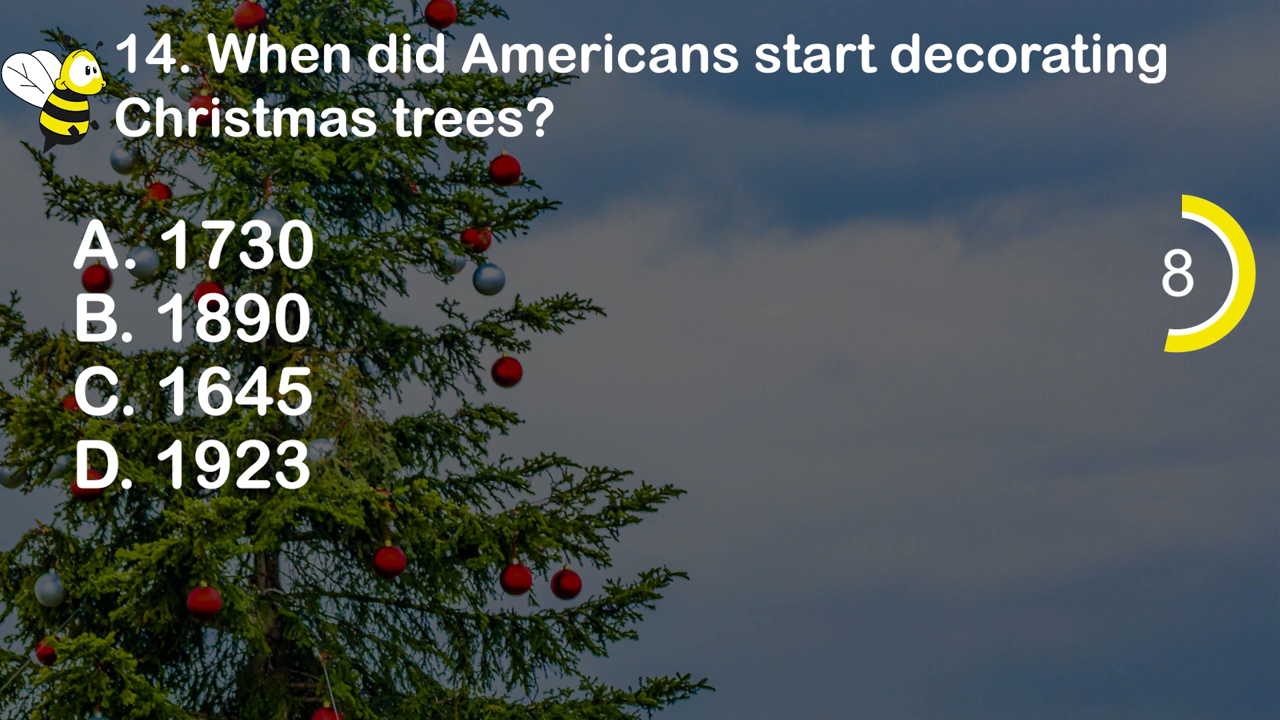 14. When did Americans start decorating
Christmas trees?
A. 1730
8
B. 1890
C. 1645
D. 1923